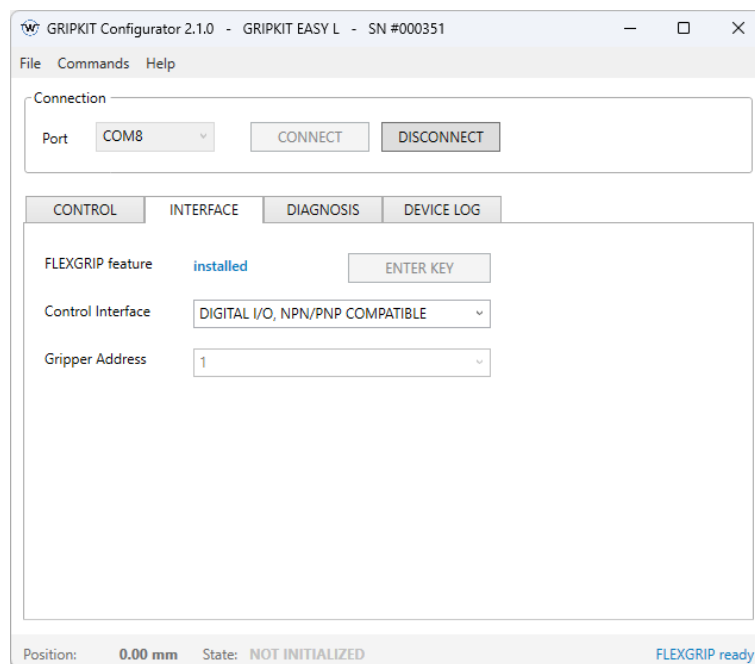 GRIPKIT Configurator 2.1.0 - GRIPKIT EASY L - SN #000351
File Commands Help
Connection
Port COM8 CONNECT DISCONNECT
CONTROL INTERFACE DIAGNOSIS DEVICE LOG
FLEXGRIP feature installed ENTER KEY
Control Interface DIGITAL I/O, NPN/PNP COMPATIBLE
Gripper Address 1
Position: 0.00 mm State: NOT INITIALIZED FLEXGRIP ready